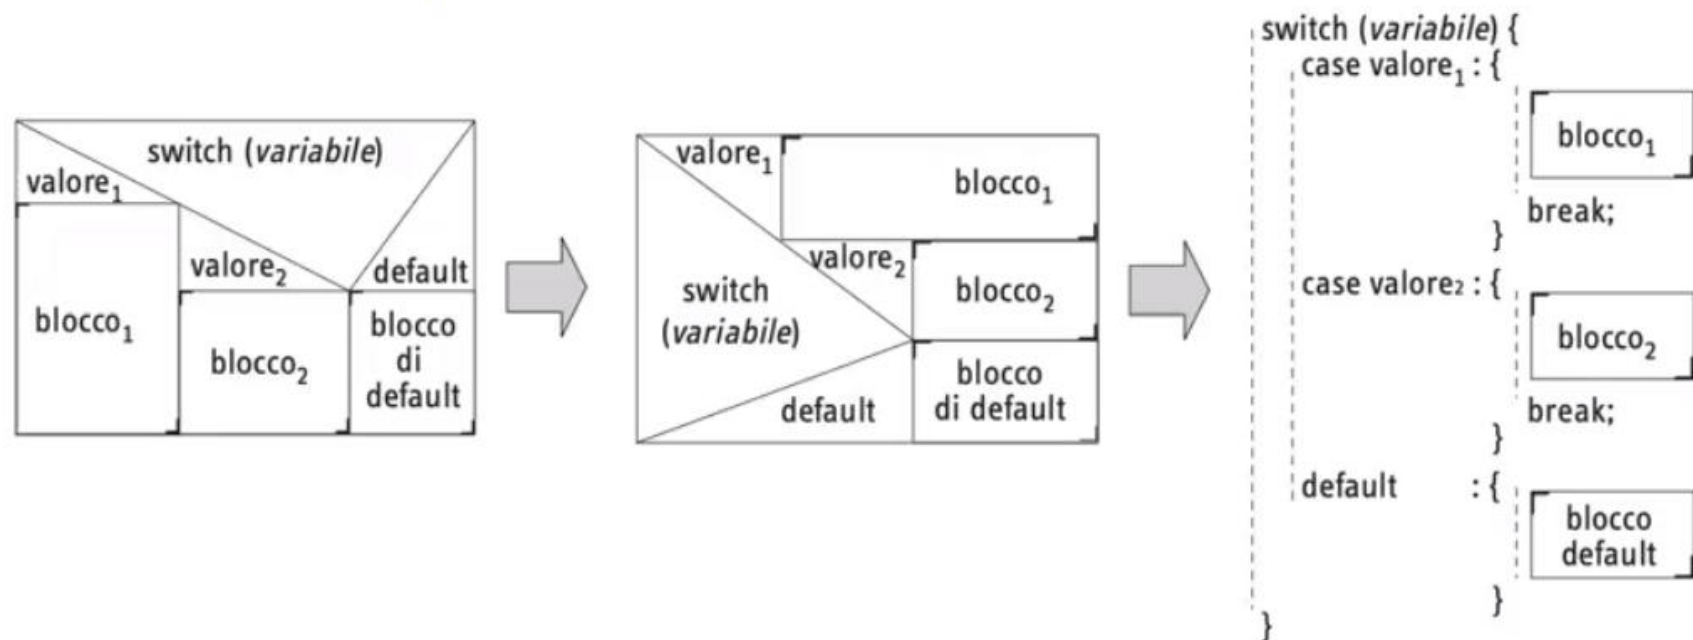 switch (variabile)
valore₁
valore₂
default
blocco₁
blocco₂
blocco
di
default
valore₁
blocco₁
valore₂
blocco₂
switch
(variabile)
default
blocco
di default
switch (variabile) {
case valore₁ : {
blocco₁
break;
}
case valore₂ : {
blocco₂
break;
}
default : {
blocco
default
}
}